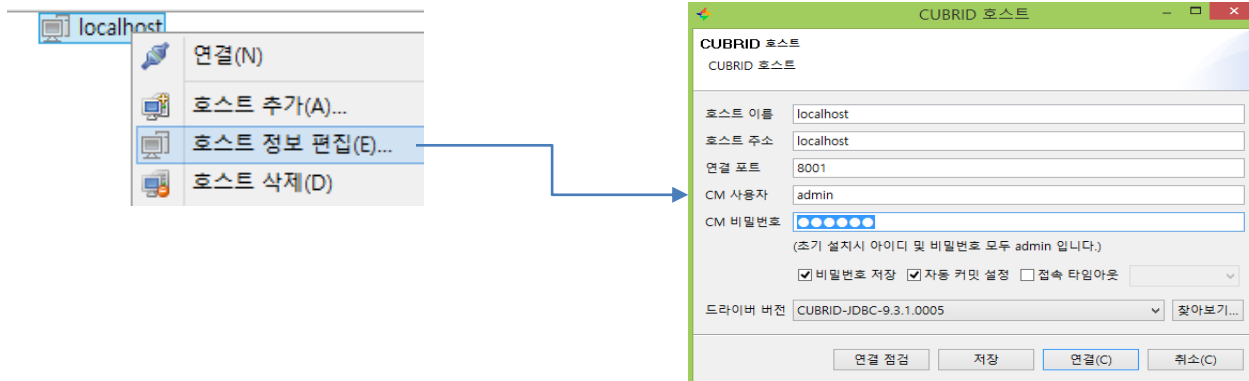 localhost
연결(N)
호스트 추가(A)...
호스트 정보 편집(E)...
호스트 삭제(D)
CUBRID 호스트
CUBRID 호스트
CUBRID 호스트
호스트 이름 localhost
호스트 주소 localhost
연결 포트 8001
CM 사용자 admin
CM 비밀번호 ●●●●●●
(초기 설치시 아이디 및 비밀번호 모두 admin 입니다.)
비밀번호 저장 자동 커밋 설정 접속 타임아웃
드라이버 버전 CUBRID-JDBC-9.3.1.0005 찾아보기...
연결 점검 저장 연결(C) 취소(C)